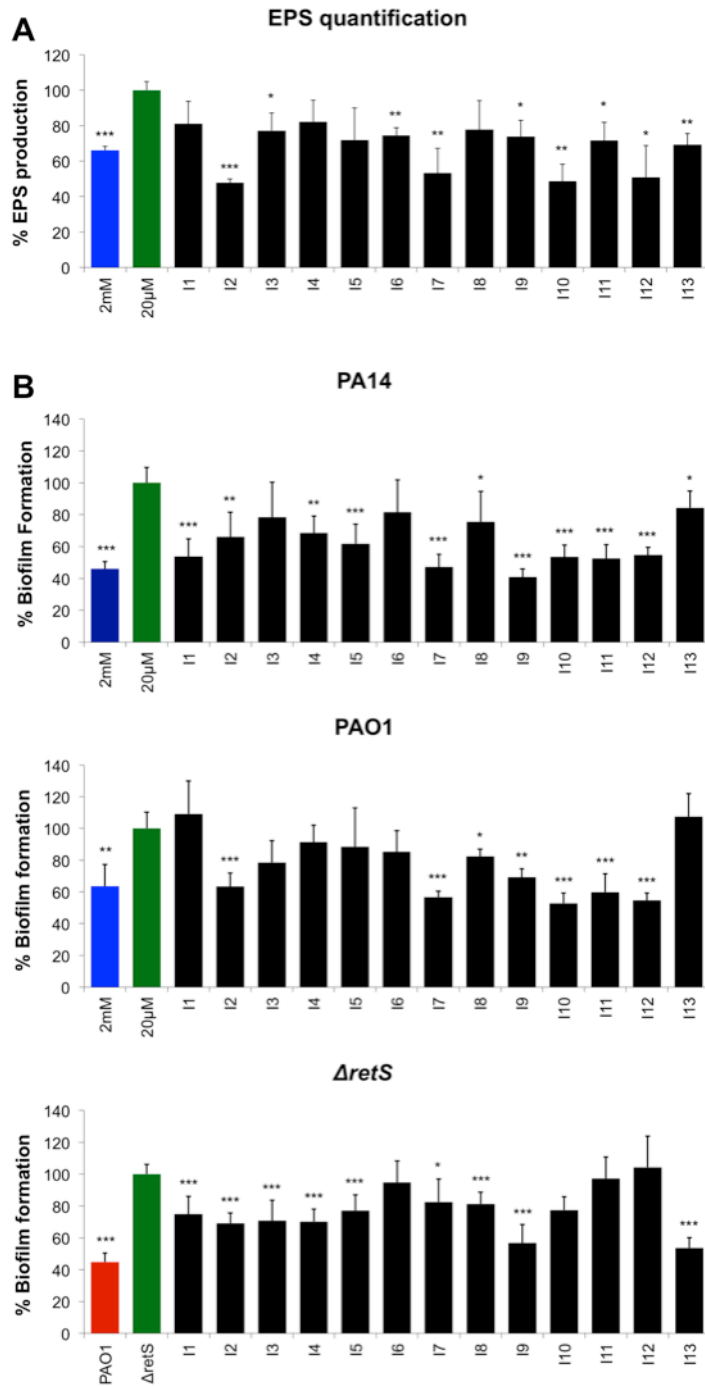 A
EPS quantification
% EPS production
120
100
80
60
40
20
0
*** *** * ** ** * ** * * **
2mM 20µM I1 I2 I3 I4 I5 I6 I7 I8 I9 I10 I11 I12 I13
B
PA14
% Biofilm Formation
140
120
100
80
60
40
20
0
*** *** ** ** *** *** * *** *** *** *** *
2mM 20µM I1 I2 I3 I4 I5 I6 I7 I8 I9 I10 I11 I12 I13
PAO1
% Biofilm formation
140
120
100
80
60
40
20
0
** *** *** * ** *** *** ***
2mM 20µM I1 I2 I3 I4 I5 I6 I7 I8 I9 I10 I11 I12 I13
ΔretS
% Biofilm formation
140
120
100
80
60
40
20
0
*** *** *** *** *** *** * *** *** ***
PAO1 ΔretS I1 I2 I3 I4 I5 I6 I7 I8 I9 I10 I11 I12 I13